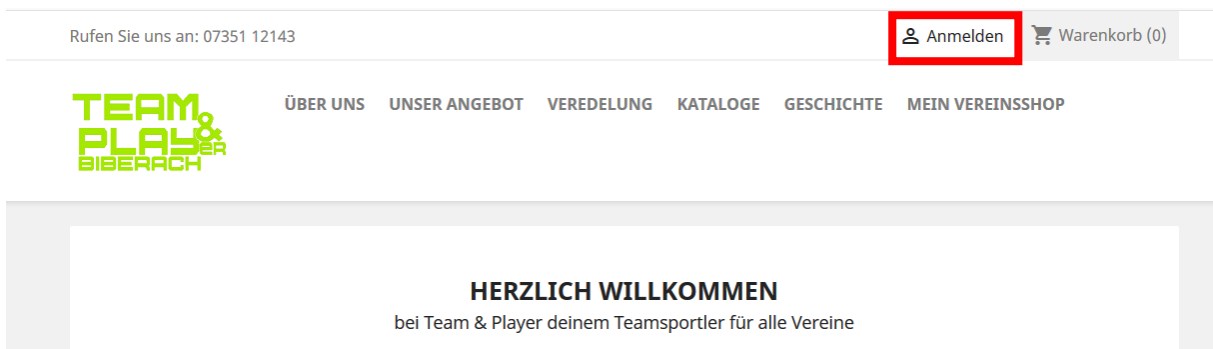 Rufen Sie uns an: 07351 12143
Anmelden
Warenkorb (0)
TEAM &
PLAYER
BIBERACH
ÜBER UNS UNSER ANGEBOT VEREDELUNG KATALOGE GESCHICHTE MEIN VEREINSSHOP
HERZLICH WILLKOMMEN
bei Team & Player deinem Teamsportler für alle Vereine